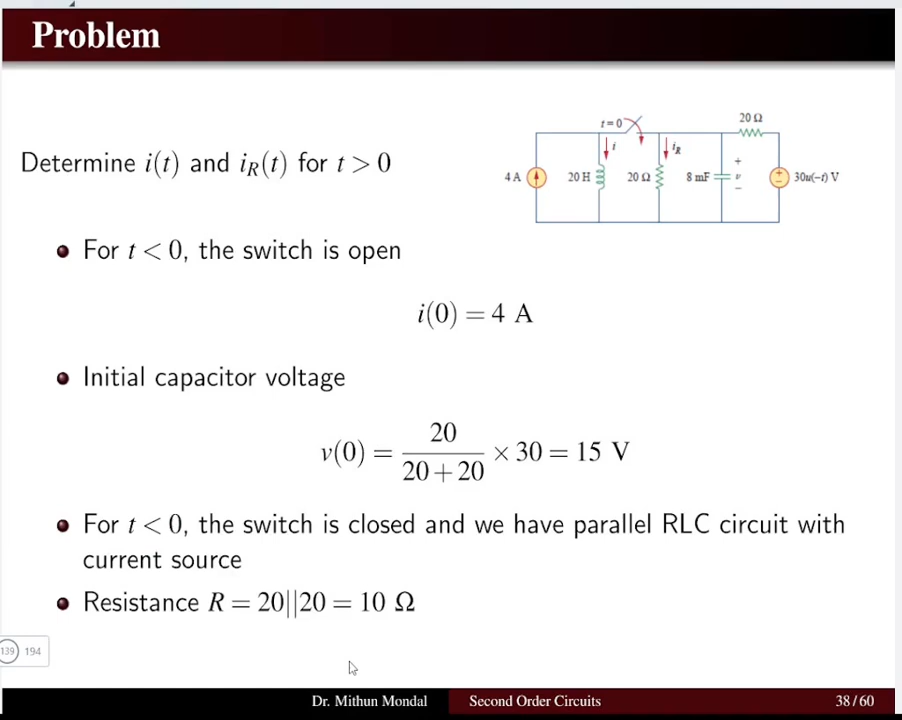 Problem
Determine i(t) and i_R(t) for t > 0
t = 0
20 Ω
i
i_R
4 A
20 H
20 Ω
8 mF
+
v
−
30u(−t) V
For t < 0, the switch is open
i(0) = 4 A
Initial capacitor voltage
v(0) = 20 / (20 + 20) × 30 = 15 V
For t < 0, the switch is closed and we have parallel RLC circuit with
current source
Resistance R = 20||20 = 10 Ω
139 194
Dr. Mithun Mondal Second Order Circuits 38 / 60